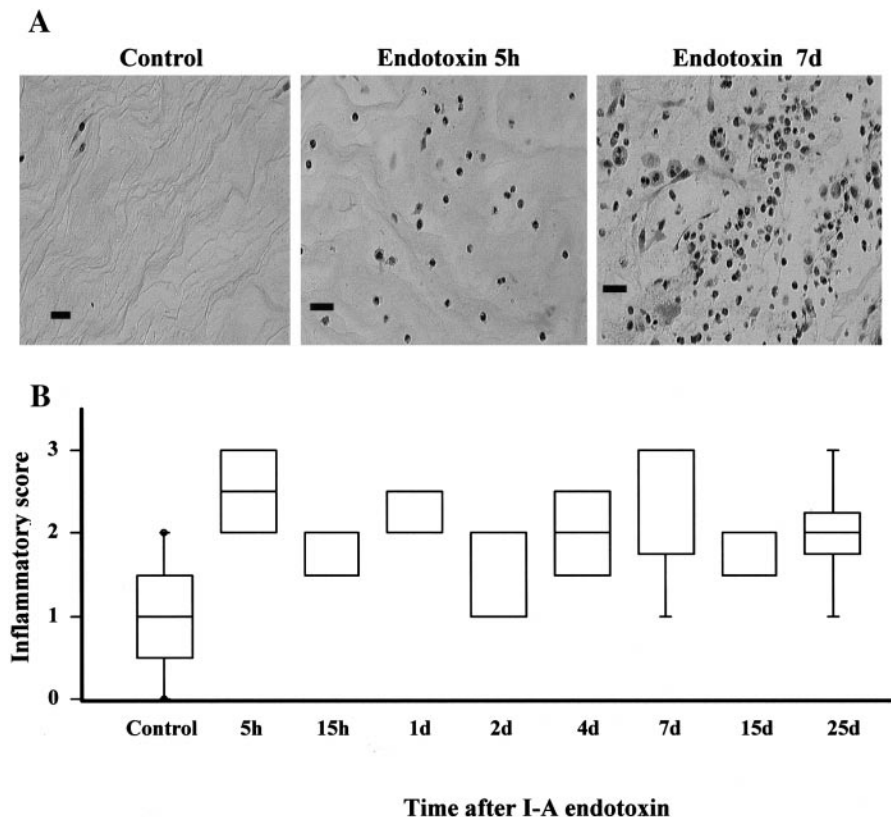 A
Control
Endotoxin 5h
Endotoxin 7d
B
Inflammatory score
3
2
1
0
Control 5h 15h 1d 2d 4d 7d 15d 25d
Time after I-A endotoxin